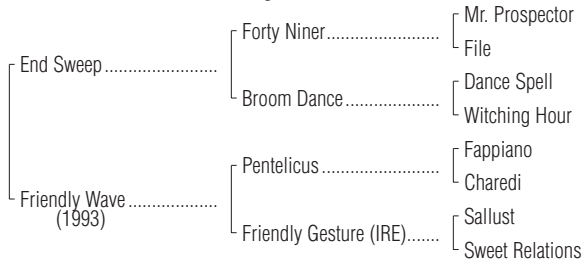 Mr. Prospector
Forty Niner.........................
File
End Sweep .......................
Dance Spell
Broom Dance.....................
Witching Hour
Fappiano
Pentelicus .........................
Charedi
Friendly Wave ..................
(1993)
Sallust
Friendly Gesture (IRE).......
Sweet Relations